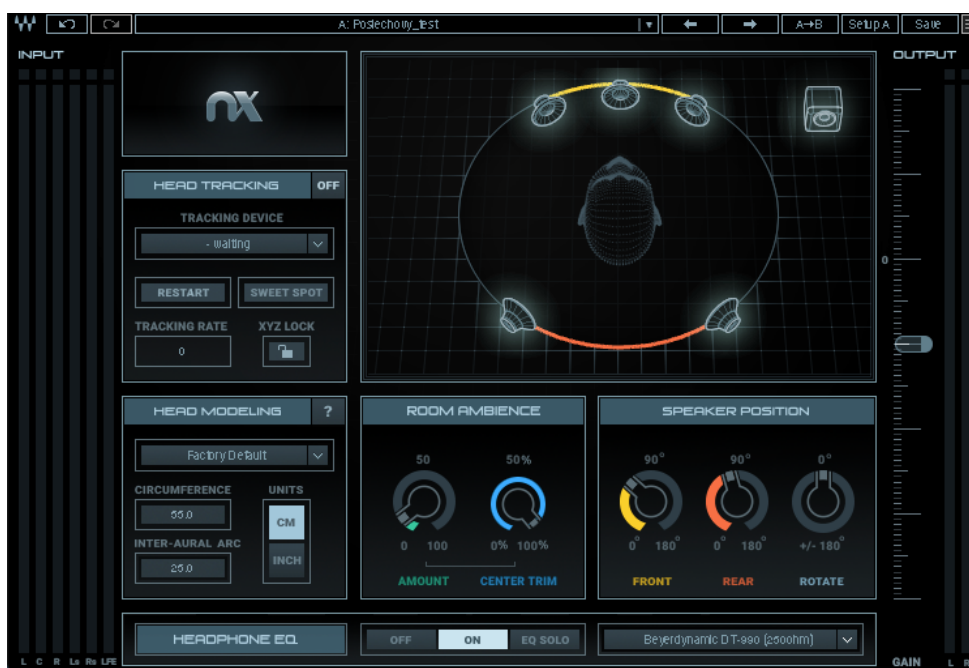 A: Poslechovy_test
A→B
Setup A
Save
INPUT
OUTPUT
nx
HEAD TRACKING
OFF
TRACKING DEVICE
- waiting
RESTART
SWEET SPOT
TRACKING RATE
XYZ LOCK
0
0
HEAD MODELING
?
Factory Default
CIRCUMFERENCE
UNITS
55.0
CM
INTER-AURAL ARC
25.0
INCH
ROOM AMBIENCE
50
50%
0
100
0%
100%
AMOUNT
CENTER TRIM
SPEAKER POSITION
90°
90°
0°
0°
180°
0°
180°
+/- 180°
FRONT
REAR
ROTATE
HEADPHONE EQ
OFF
ON
EQ SOLO
Beyerdynamic DT-990 (250ohm)
L C R Ls Rs LFE
GAIN
L